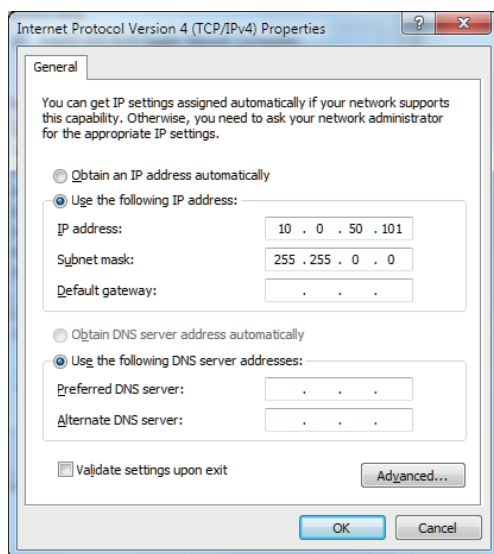 Internet Protocol Version 4 (TCP/IPv4) Properties
?
General
You can get IP settings assigned automatically if your network supports
this capability. Otherwise, you need to ask your network administrator
for the appropriate IP settings.
Obtain an IP address automatically
Use the following IP address:
IP address: 10 . 0 . 50 . 101
Subnet mask: 255 . 255 . 0 . 0
Default gateway: . . .
Obtain DNS server address automatically
Use the following DNS server addresses:
Preferred DNS server: . . .
Alternate DNS server: . . .
Validate settings upon exit
Advanced...
OK Cancel